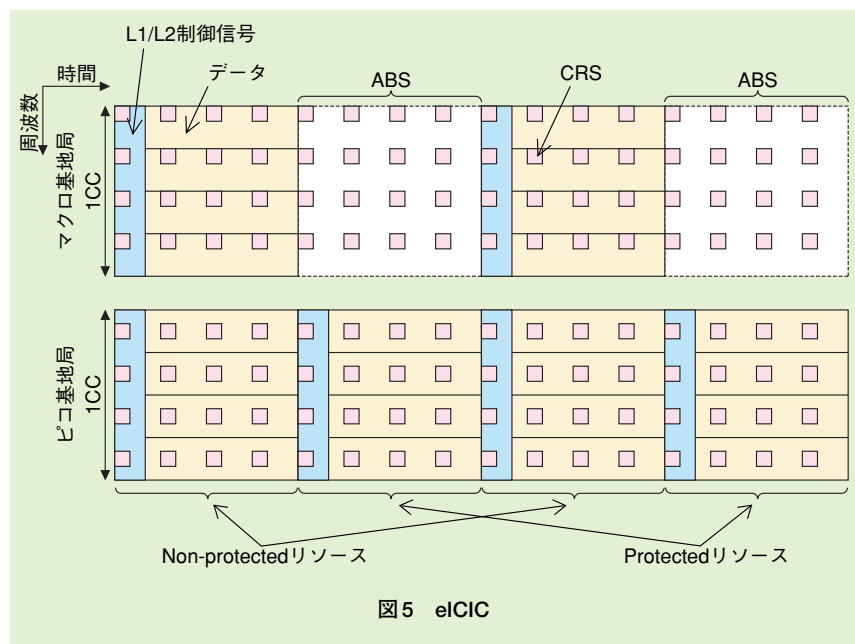 L1/L2制御信号
時間
データ
ABS
CRS
ABS
周波数
マクロ基地局
1CC
ピコ基地局
1CC
Non-protectedリソース
Protectedリソース
図5 eICIC